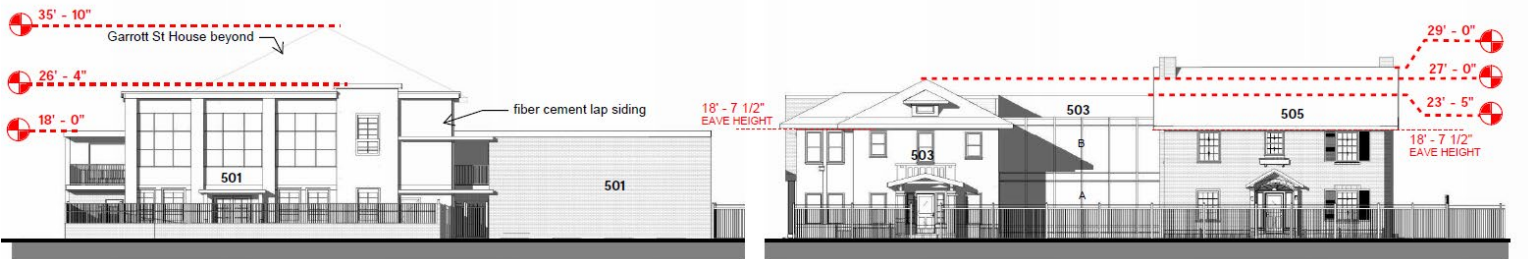 35' - 10"
Garrott St House beyond
26' - 4"
fiber cement lap siding
18' - 0"
501
501
29' - 0"
27' - 0"
18' - 7 1/2"
EAVE HEIGHT
503
505
23' - 5"
B
18' - 7 1/2"
EAVE HEIGHT
503
A